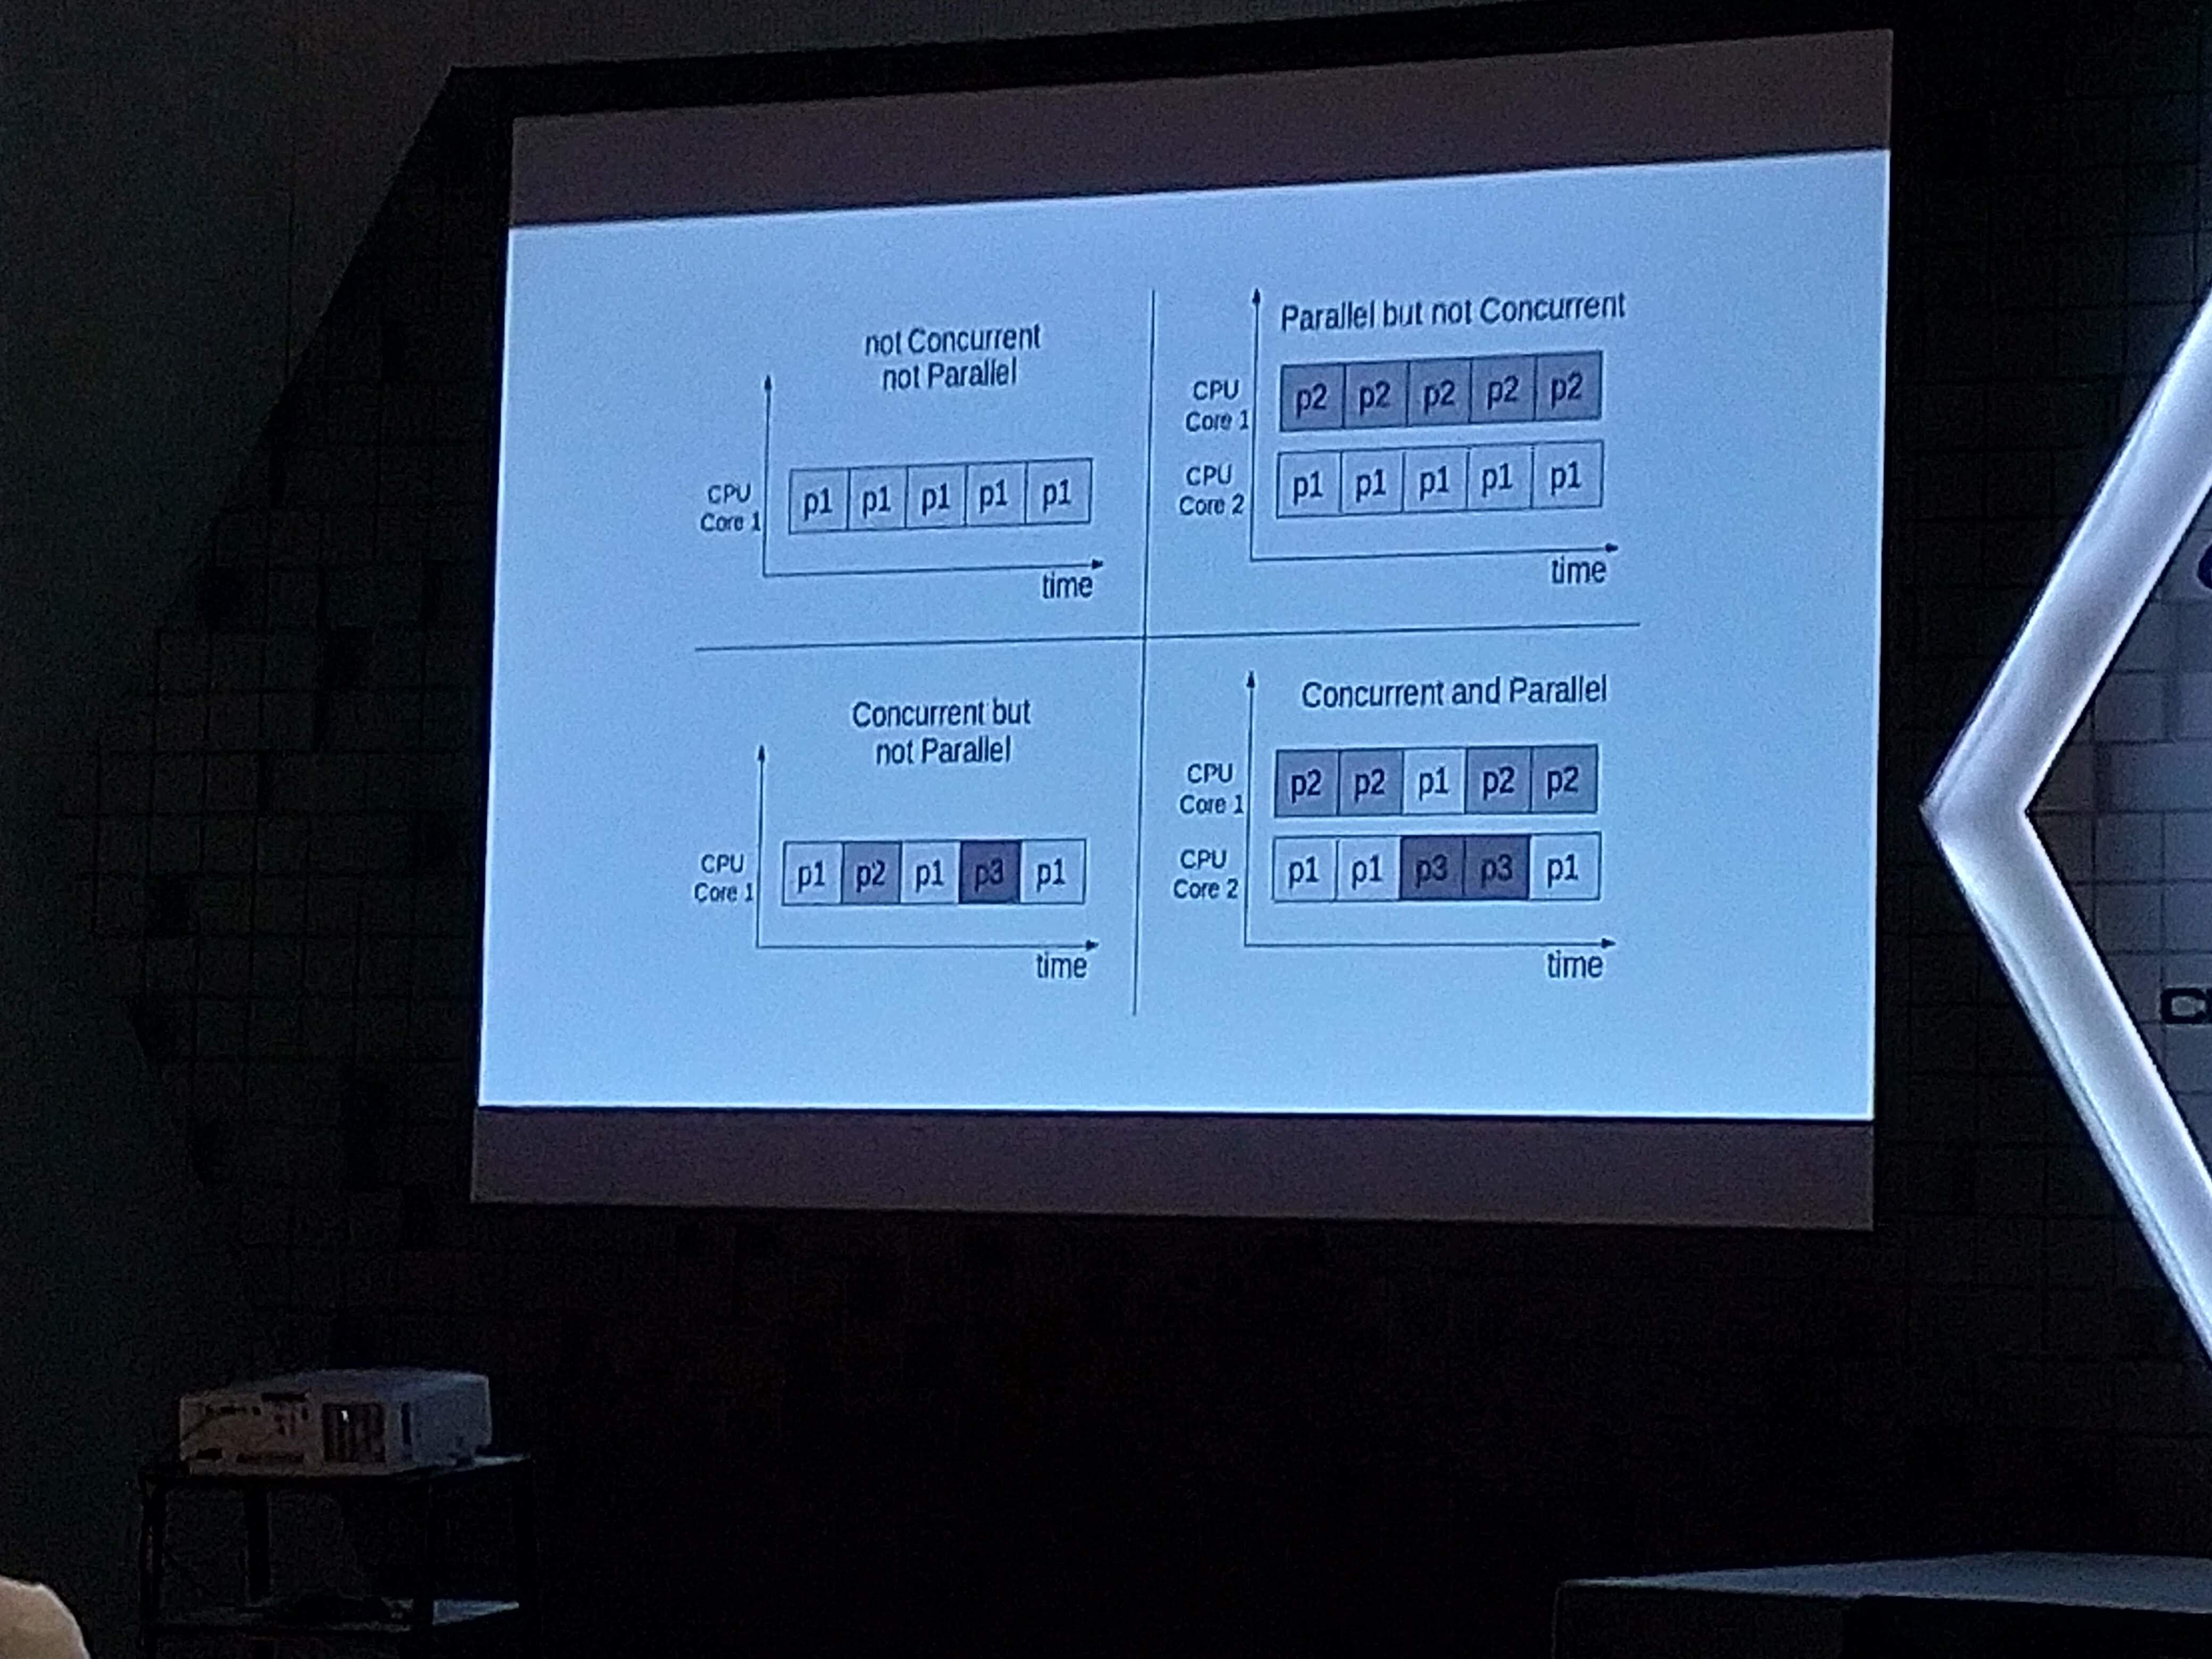 not Concurrent
not Parallel
CPU
Core 1
p1 p1 p1 p1 p1
time
Parallel but not Concurrent
CPU
Core 1
p2 p2 p2 p2 p2
CPU
Core 2
p1 p1 p1 p1 p1
time
Concurrent but
not Parallel
CPU
Core 1
p1 p2 p1 p3 p1
time
Concurrent and Parallel
CPU
Core 1
p2 p2 p1 p2 p2
CPU
Core 2
p1 p1 p3 p3 p1
time